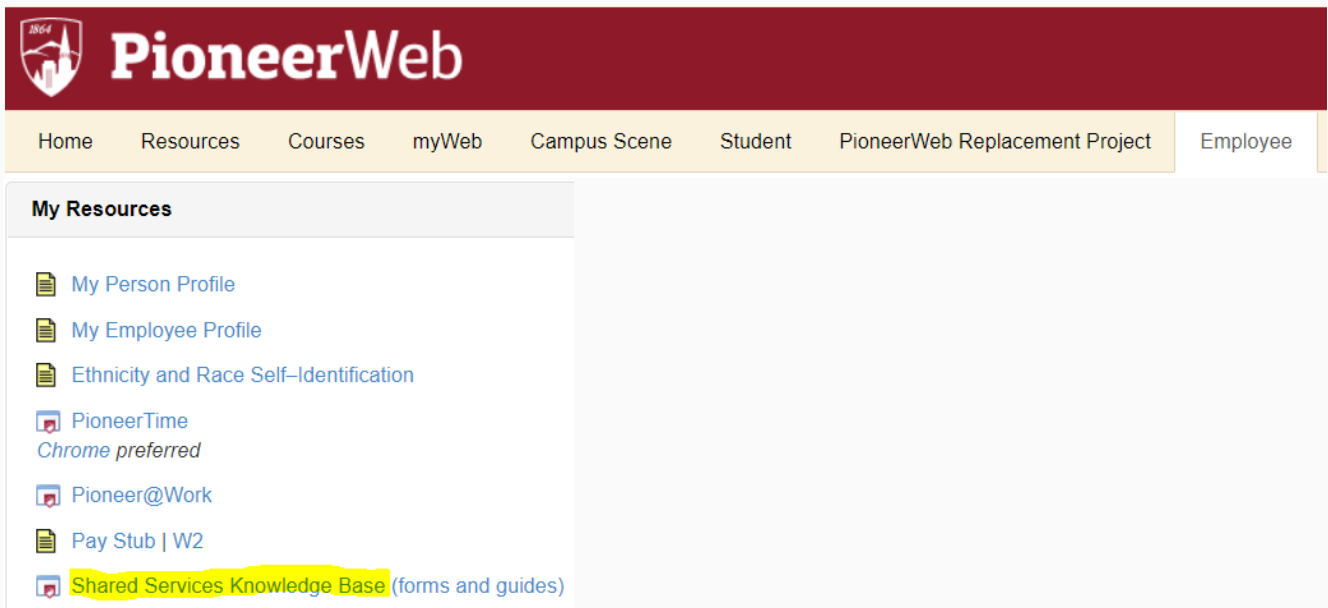 1864
PioneerWeb
Home Resources Courses myWeb Campus Scene Student PioneerWeb Replacement Project Employee
My Resources
My Person Profile
My Employee Profile
Ethnicity and Race Self–Identification
PioneerTime
Chrome preferred
Pioneer@Work
Pay Stub | W2
Shared Services Knowledge Base (forms and guides)